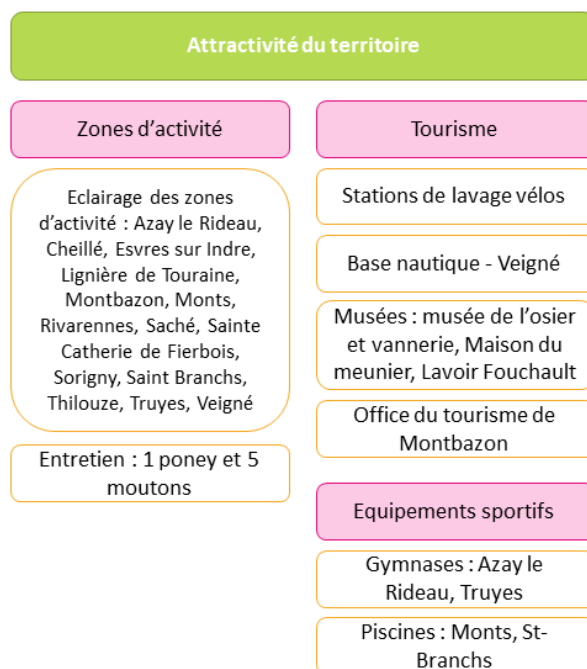 Attractivité du territoire
Zones d'activité
Eclairage des zones
d'activité : Azay le Rideau,
Cheillé, Esvres sur Indre,
Lignière de Touraine,
Montbazon, Monts,
Rivarennes, Saché, Sainte
Catherie de Fierbois,
Sorigny, Saint Branchs,
Thilouze, Truyes, Veigné
Entretien : 1 poney et 5
moutons
Tourisme
Stations de lavage vélos
Base nautique - Veigné
Musées : musée de l'osier
et vannerie, Maison du
meunier, Lavoir Fouchault
Office du tourisme de
Montbazon
Equipements sportifs
Gymnases : Azay le
Rideau, Truyes
Piscines : Monts, St-
Branchs